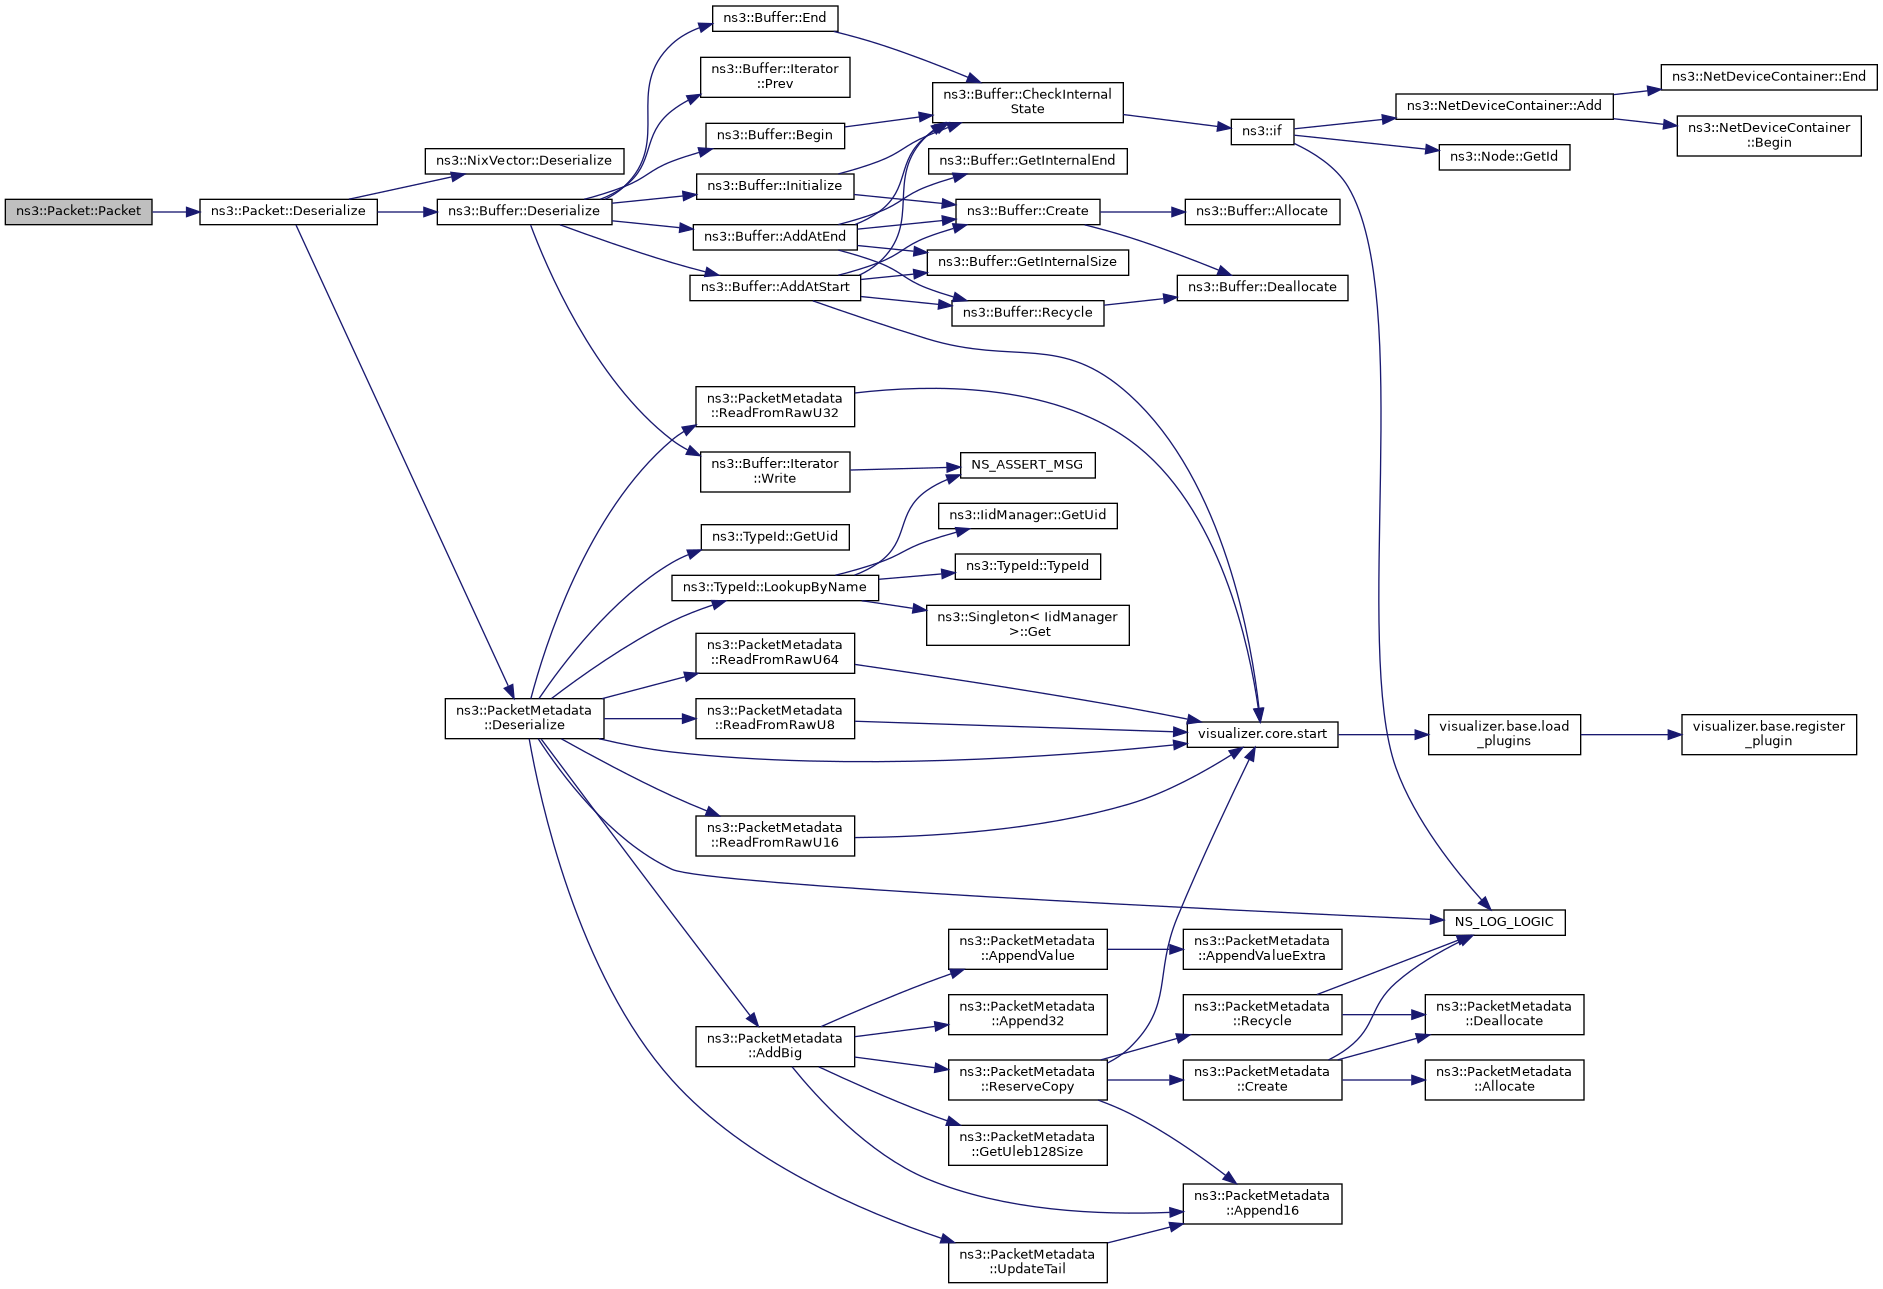 ns3::Packet::Packet
ns3::Packet::Deserialize
ns3::NixVector::Deserialize
ns3::Buffer::Deserialize
ns3::PacketMetadata
::Deserialize
ns3::Buffer::End
ns3::Buffer::Iterator
::Prev
ns3::Buffer::Begin
ns3::Buffer::Initialize
ns3::Buffer::AddAtEnd
ns3::Buffer::AddAtStart
ns3::PacketMetadata
::ReadFromRawU32
ns3::Buffer::Iterator
::Write
ns3::TypeId::GetUid
ns3::TypeId::LookupByName
ns3::PacketMetadata
::ReadFromRawU64
ns3::PacketMetadata
::ReadFromRawU8
ns3::PacketMetadata
::ReadFromRawU16
ns3::PacketMetadata
::AddBig
ns3::Buffer::CheckInternal
State
ns3::Buffer::GetInternalEnd
ns3::Buffer::Create
ns3::Buffer::GetInternalSize
ns3::Buffer::Recycle
NS_ASSERT_MSG
ns3::IidManager::GetUid
ns3::TypeId::TypeId
ns3::Singleton< IidManager
>::Get
ns3::PacketMetadata
::AppendValue
ns3::PacketMetadata
::Append32
ns3::PacketMetadata
::ReserveCopy
ns3::PacketMetadata
::GetUleb128Size
ns3::PacketMetadata
::UpdateTail
ns3::if
ns3::Buffer::Allocate
ns3::Buffer::Deallocate
visualizer.core.start
ns3::PacketMetadata
::AppendValueExtra
ns3::PacketMetadata
::Recycle
ns3::PacketMetadata
::Create
ns3::PacketMetadata
::Append16
ns3::NetDeviceContainer::Add
ns3::Node::GetId
visualizer.base.load
_plugins
NS_LOG_LOGIC
ns3::PacketMetadata
::Deallocate
ns3::PacketMetadata
::Allocate
ns3::NetDeviceContainer::End
ns3::NetDeviceContainer
::Begin
visualizer.base.register
_plugin